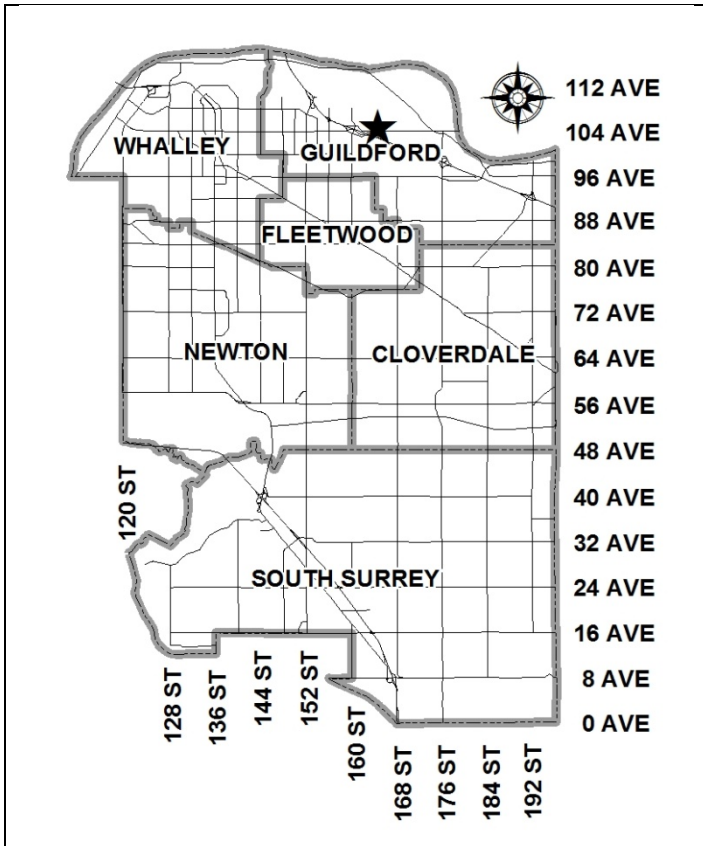 112 AVE
104 AVE
WHALLEY
GUILDFORD
96 AVE
88 AVE
FLEETWOOD
80 AVE
72 AVE
NEWTON
CLOVERDALE
64 AVE
56 AVE
48 AVE
120 ST
40 AVE
32 AVE
SOUTH SURREY
24 AVE
16 AVE
128 ST
136 ST
144 ST
152 ST
160 ST
8 AVE
0 AVE
168 ST
176 ST
184 ST
192 ST